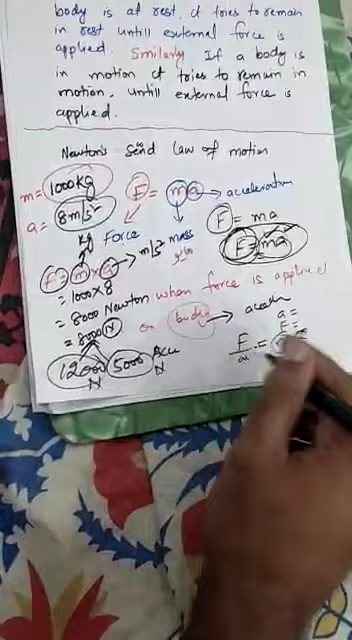 body is at rest, it tries to remain
in rest untill external force is
applied. Similarly If a body is
in motion it tries to remain in
motion, untill external force is
applied.
Newton's Second law of motion
m = 1000kg
F = ma → acceleration
a = 8m/s²
F = ma
Force
mass
F = ma
kg
F = m × a → m/s²
= 1000 × 8
= 8000 Newton when force is applied
= 8000 N
on body →
a =
F =
12000 N
5000 N
F/m =